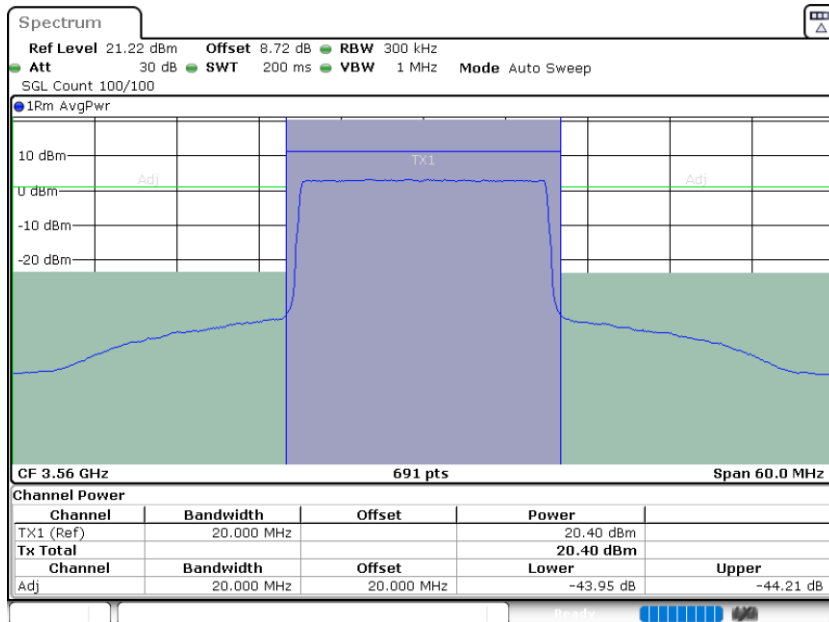 Spectrum
Ref Level 21.22 dBm Offset 8.72 dB RBW 300 kHz
Att 30 dB SWT 200 ms VBW 1 MHz Mode Auto Sweep
SGL Count 100/100
1Rm AvgPwr
10 dBm
TX1
Adj Adj
0 dBm
-10 dBm
-20 dBm
CF 3.56 GHz 691 pts Span 60.0 MHz
Channel Power
Channel Bandwidth Offset Power
TX1 (Ref) 20.000 MHz 20.40 dBm
Tx Total 20.40 dBm
Channel Bandwidth Offset Lower Upper
Adj 20.000 MHz 20.000 MHz -43.95 dB -44.21 dB
Ready